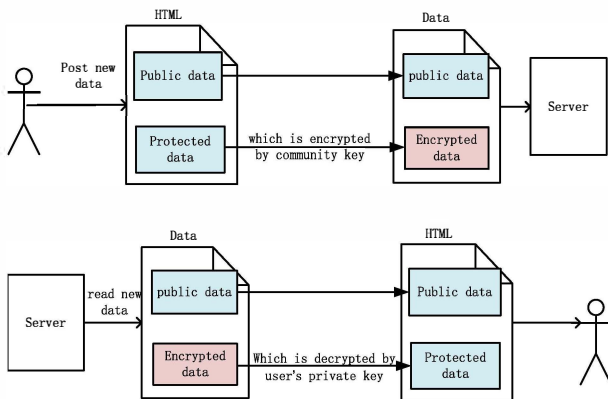 HTML
Data
Post new
data
Public data
public data
Server
Protected
data
which is encrypted
by community key
Encrypted
data
Data
HTML
Server
read new
data
public data
Public data
Encrypted
data
Which is decrypted by
user's private key
Protected
data